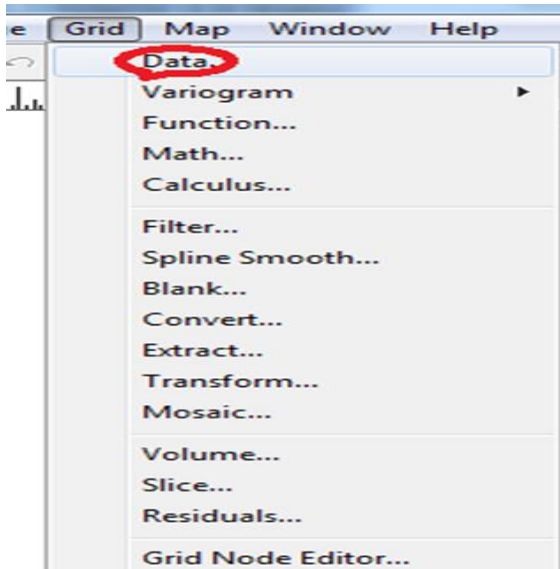 e Grid Map Window Help
Data...
Variogram
Function...
Math...
Calculus...
Filter...
Spline Smooth...
Blank...
Convert...
Extract...
Transform...
Mosaic...
Volume...
Slice...
Residuals...
Grid Node Editor...